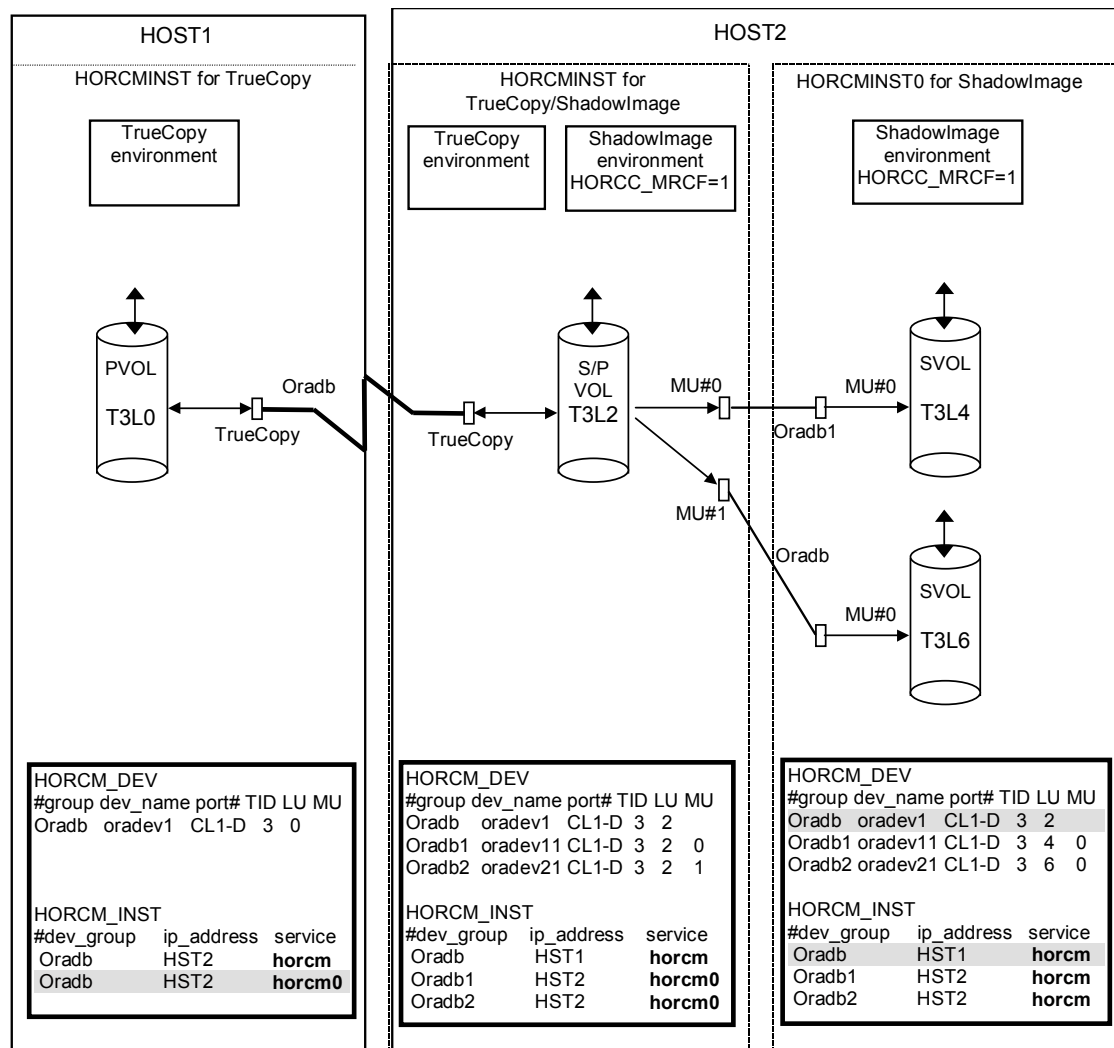 HOST1
HORCMINST for TrueCopy
TrueCopy
environment
PVOL
T3L0
Oradb
TrueCopy
HORCM_DEV
#group dev_name port# TID LU MU
Oradb oradev1 CL1-D 3 0
HORCM_INST
#dev_group ip_address service
Oradb HST2 horcm
Oradb HST2 horcm0
HOST2
HORCMINST for
TrueCopy/ShadowImage
TrueCopy
environment
ShadowImage
environment
HORCC_MRCF=1
TrueCopy
S/P
VOL
T3L2
MU#0
MU#1
HORCM_DEV
#group dev_name port# TID LU MU
Oradb oradev1 CL1-D 3 2
Oradb1 oradev11 CL1-D 3 2 0
Oradb2 oradev21 CL1-D 3 2 1
HORCM_INST
#dev_group ip_address service
Oradb HST1 horcm
Oradb1 HST2 horcm0
Oradb2 HST2 horcm0
HORCMINST0 for ShadowImage
ShadowImage
environment
HORCC_MRCF=1
MU#0
Oradb1
SVOL
T3L4
Oradb
MU#0
SVOL
T3L6
HORCM_DEV
#group dev_name port# TID LU MU
Oradb oradev1 CL1-D 3 2
Oradb1 oradev11 CL1-D 3 4 0
Oradb2 oradev21 CL1-D 3 6 0
HORCM_INST
#dev_group ip_address service
Oradb HST1 horcm
Oradb1 HST2 horcm
Oradb2 HST2 horcm